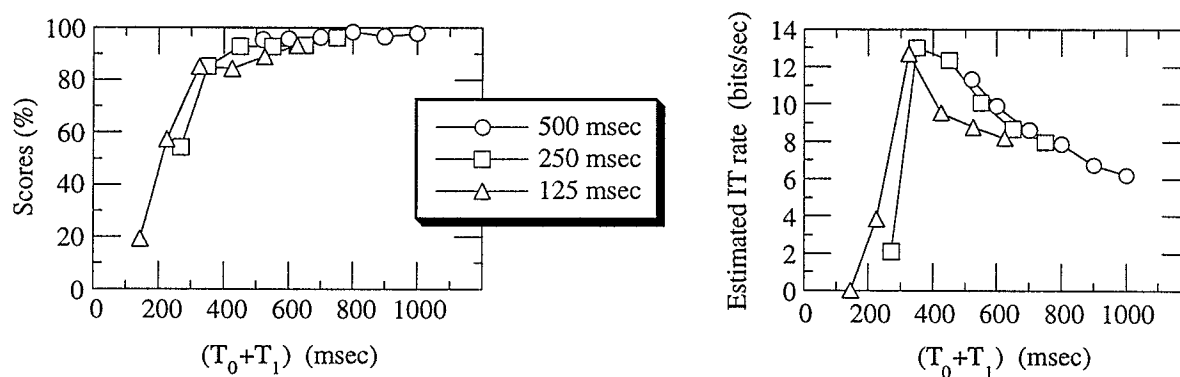 100
80
60
40
20
0
Scores (%)
0 200 400 600 800 1000
(T0+T1) (msec)
500 msec
250 msec
125 msec
14
12
10
8
6
4
2
0
Estimated IT rate (bits/sec)
0 200 400 600 800 1000
(T0+T1) (msec)